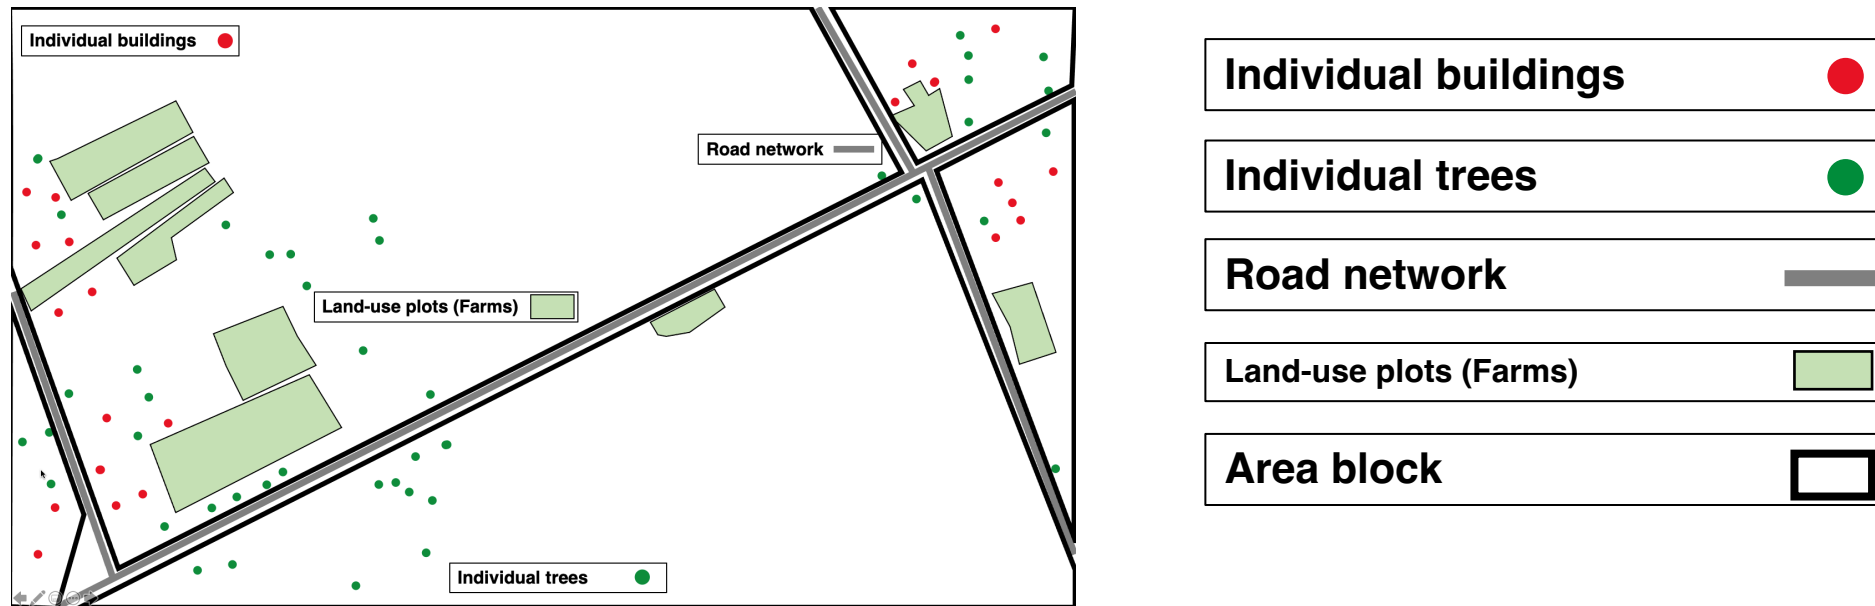 Individual buildings
Road network
Land-use plots (Farms)
Individual trees
Individual buildings
Individual trees
Road network
Land-use plots (Farms)
Area block